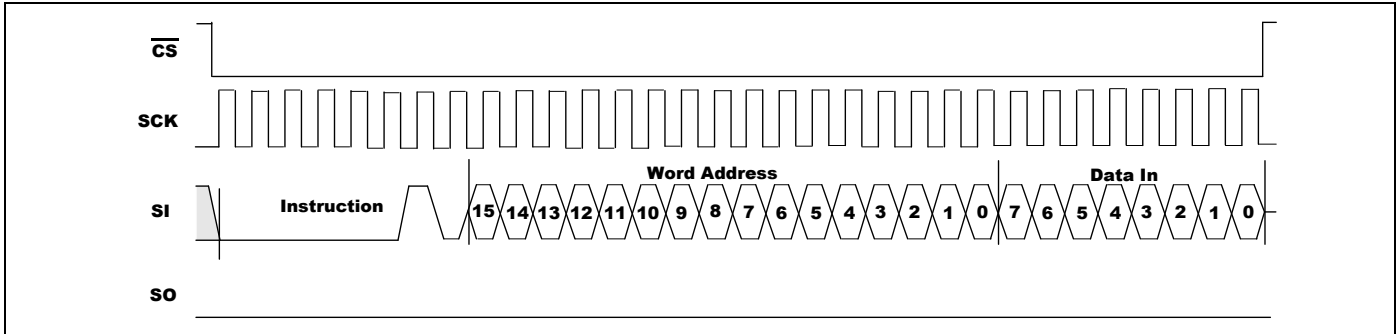 CS
SCK
Word Address
Data In
SI
Instruction
15 14 13 12 11 10 9 8 7 6 5 4 3 2 1 0 7 6 5 4 3 2 1 0
SO